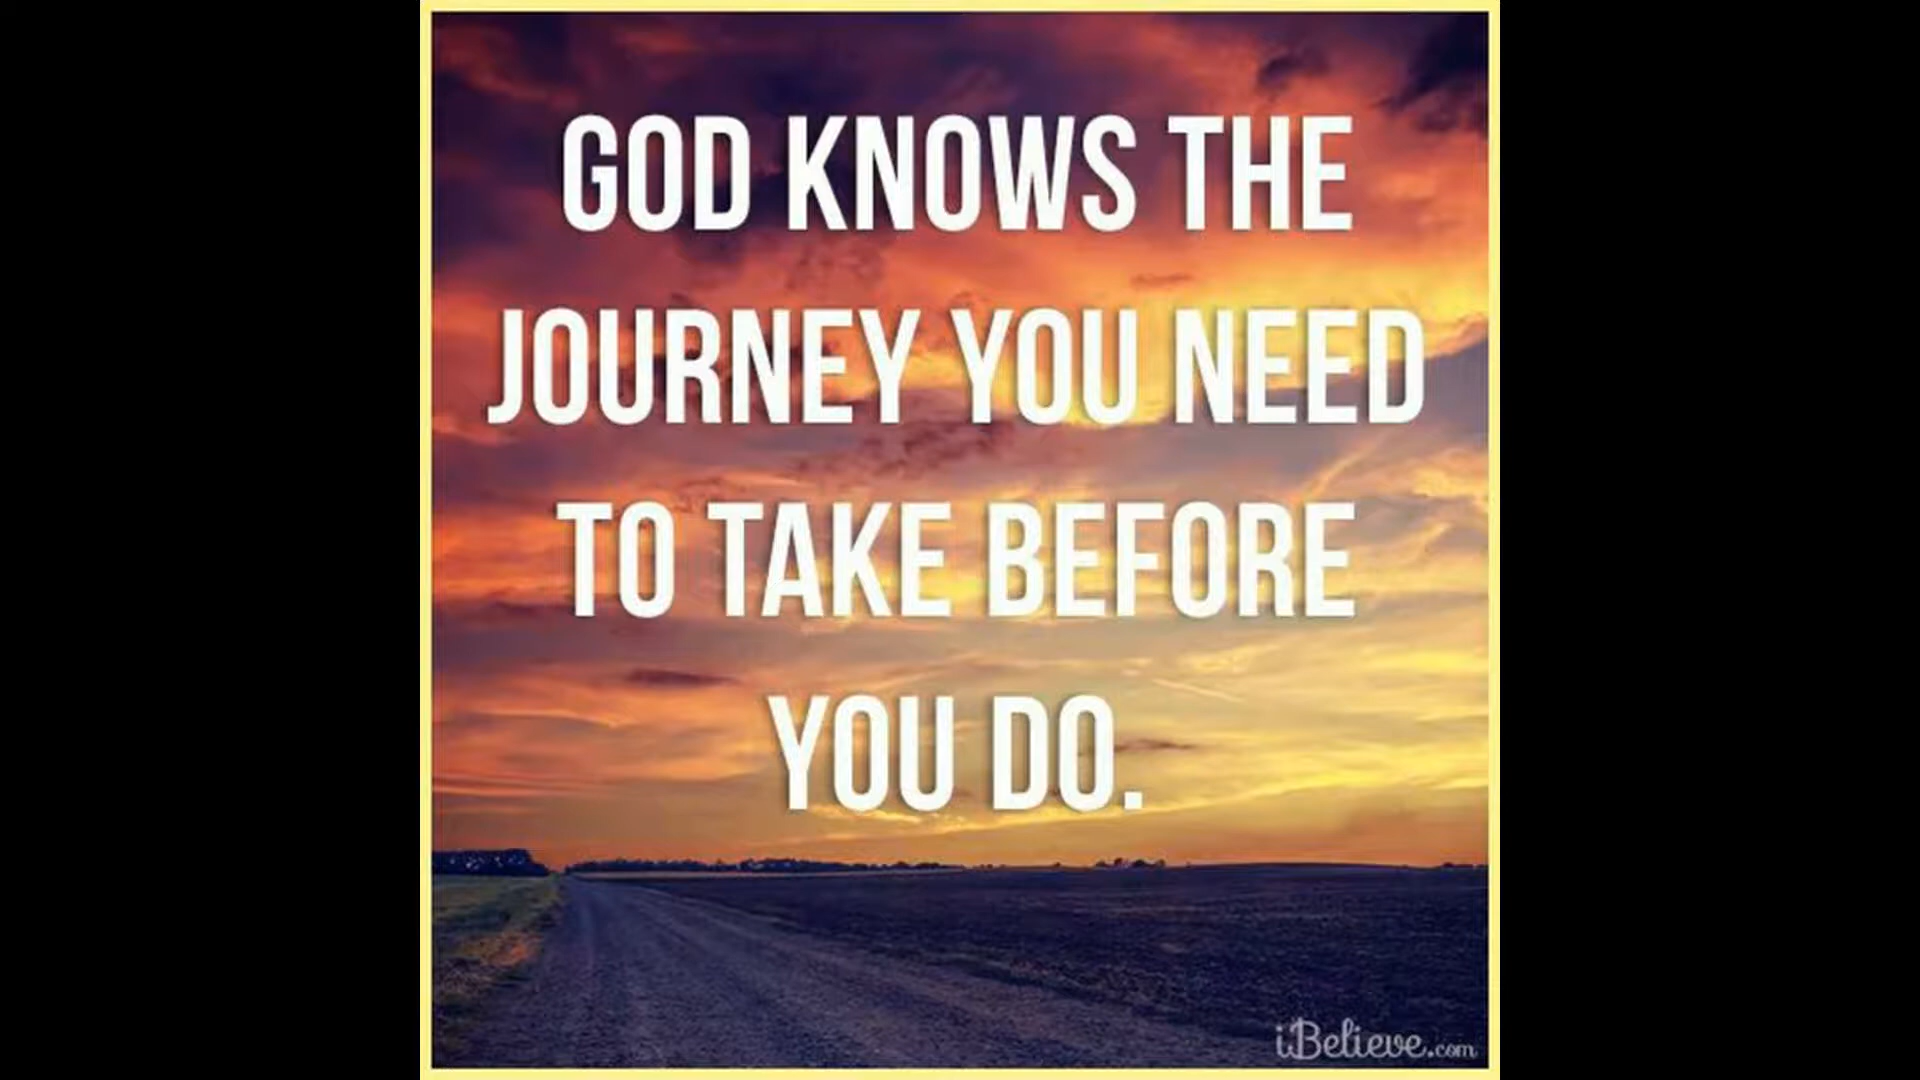 GOD KNOWS THE
JOURNEY YOU NEED
TO TAKE BEFORE
YOU DO.
iBelieve.com